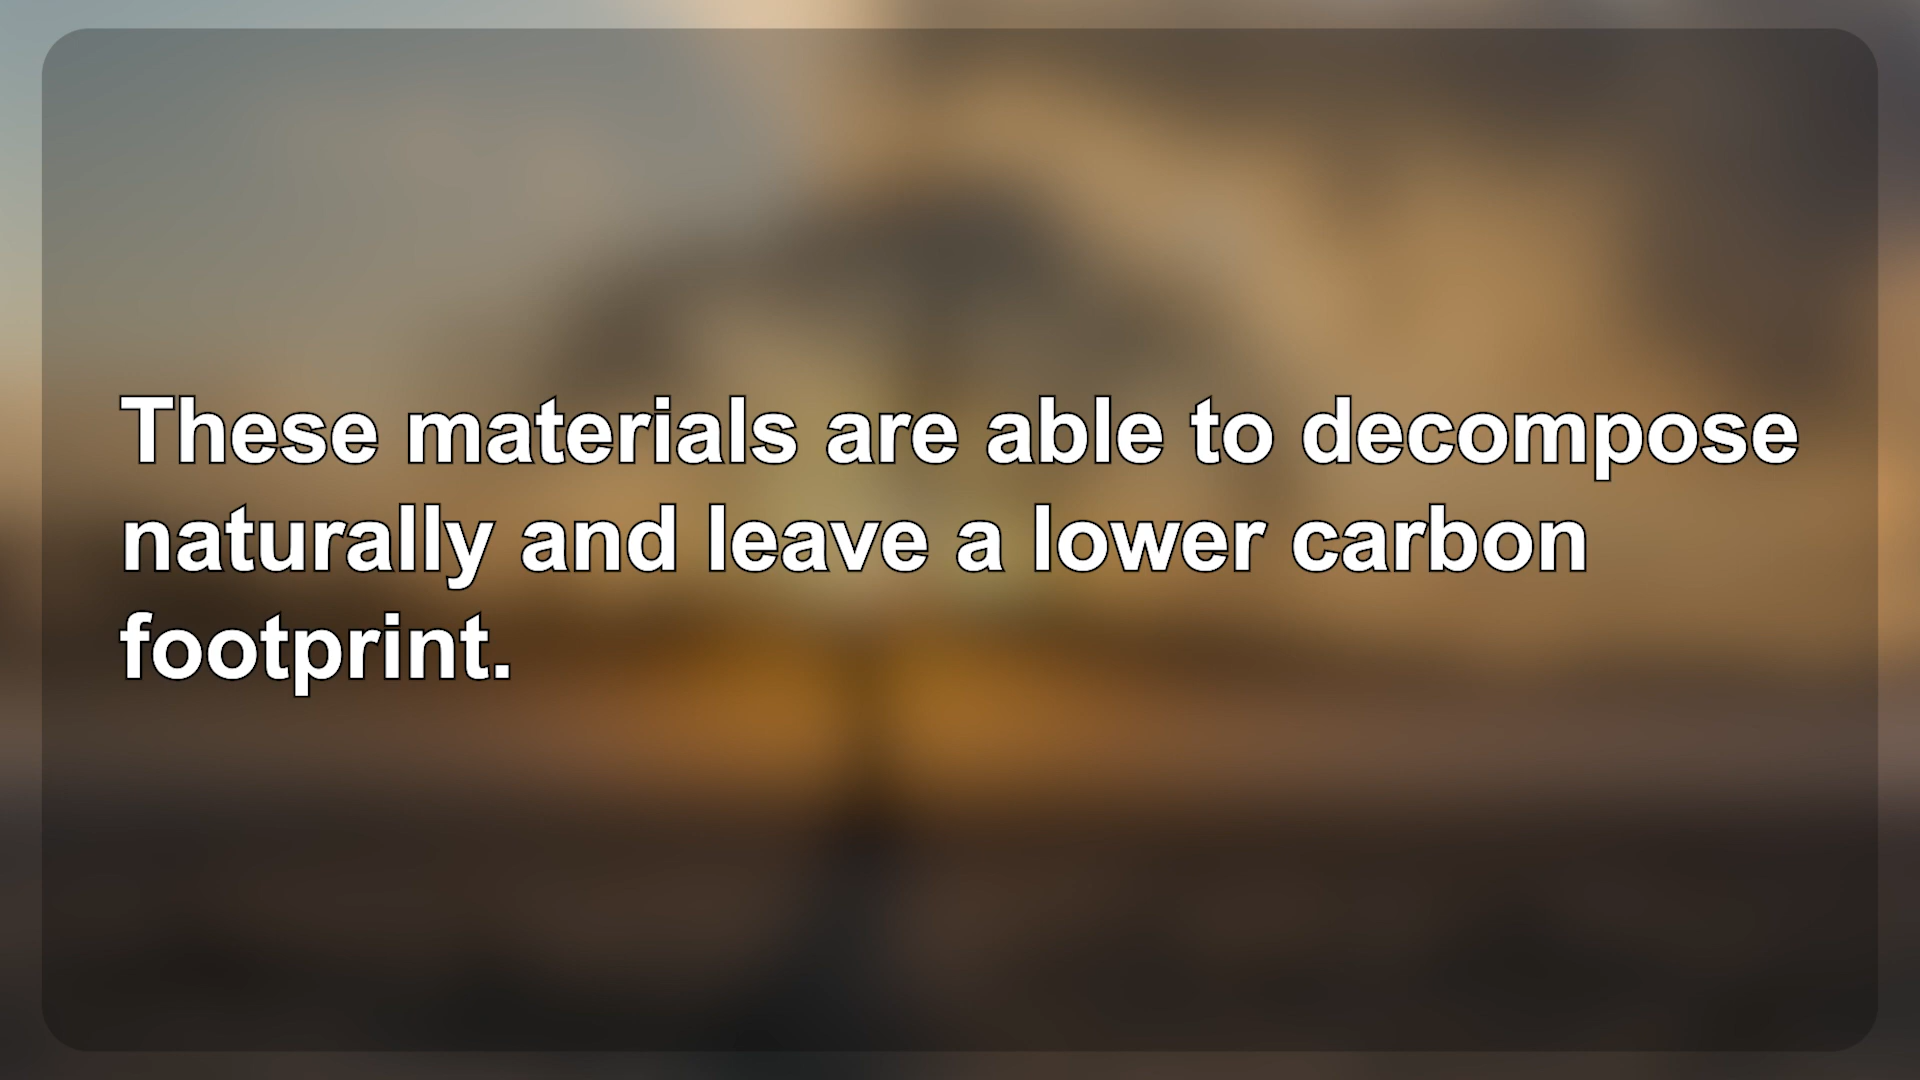 These materials are able to decompose
naturally and leave a lower carbon
footprint.